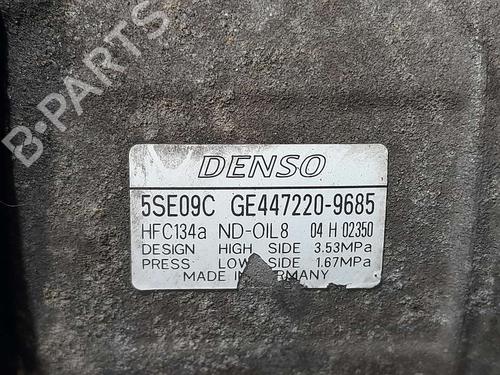 B-PARTS
DENSO
5SE09C GE447220-9685
HFC134a ND-OIL8 04 H 02350
DESIGN HIGH SIDE 3.53MPa
PRESS LOW SIDE 1.67MPa
MADE IN GERMANY